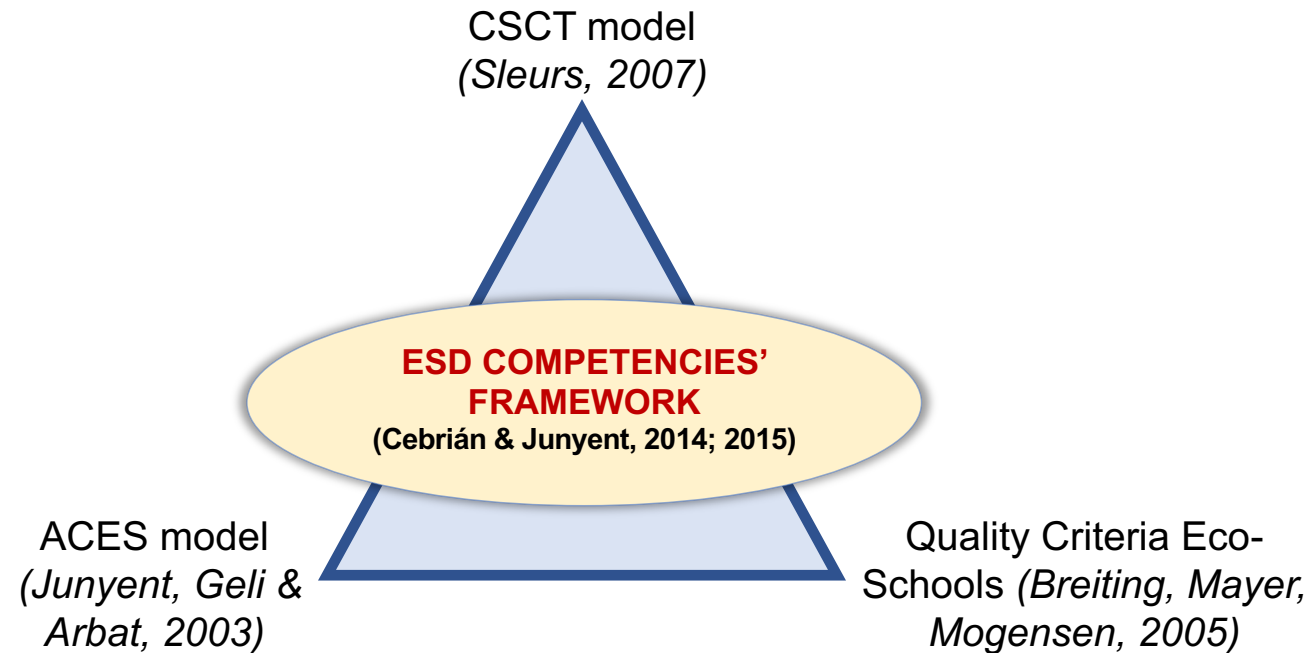 CSCT model
(Sleurs, 2007)
ESD COMPETENCIES’
FRAMEWORK
(Cebrián & Junyent, 2014; 2015)
ACES model
(Junyent, Geli &
Arbat, 2003)
Quality Criteria Eco-
Schools (Breiting, Mayer,
Mogensen, 2005)